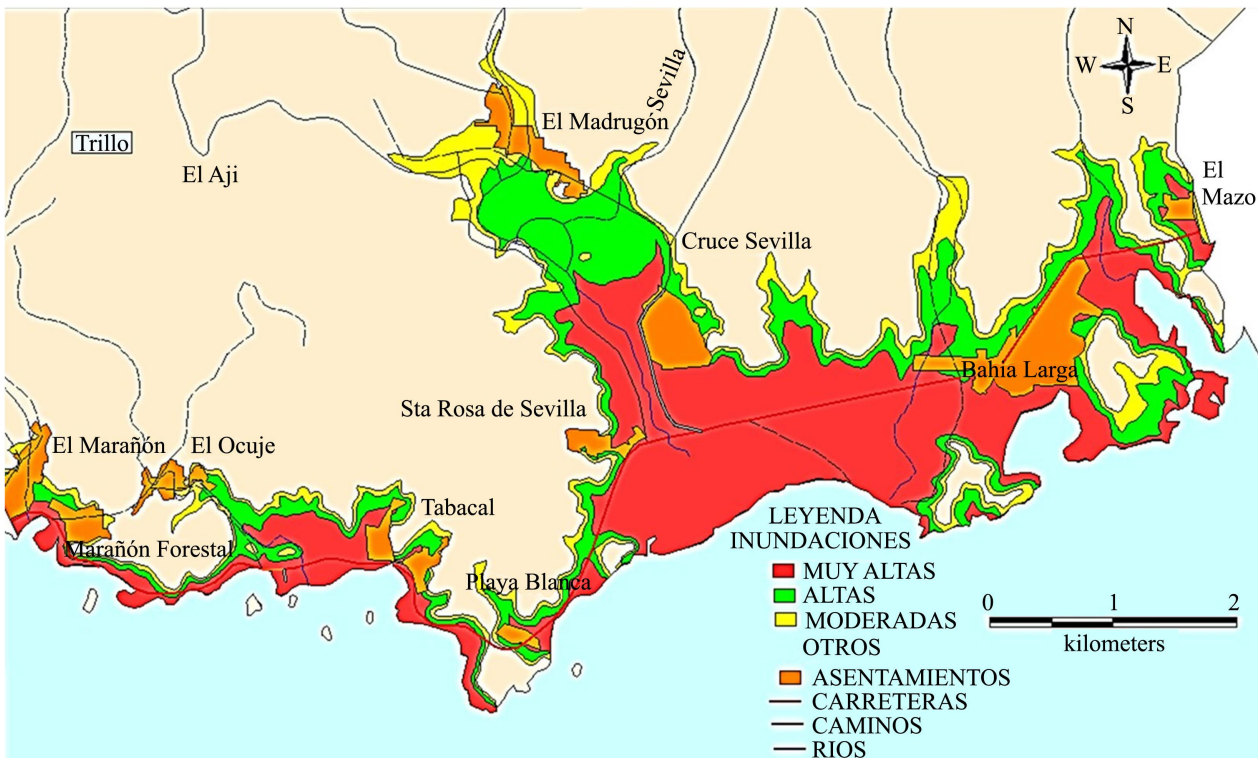 N
W E
S
Sevilla
El Madrugón
Trillo
El Aji
El
Mazo
Cruce Sevilla
Bahía Larga
Sta Rosa de Sevilla
El Marañón
El Ocuje
Tabacal
Marañón Forestal
Playa Blanca
LEYENDA
INUNDACIONES
MUY ALTAS
ALTAS
MODERADAS
OTROS
ASENTAMIENTOS
CARRETERAS
CAMINOS
RIOS
0 1 2
kilometers